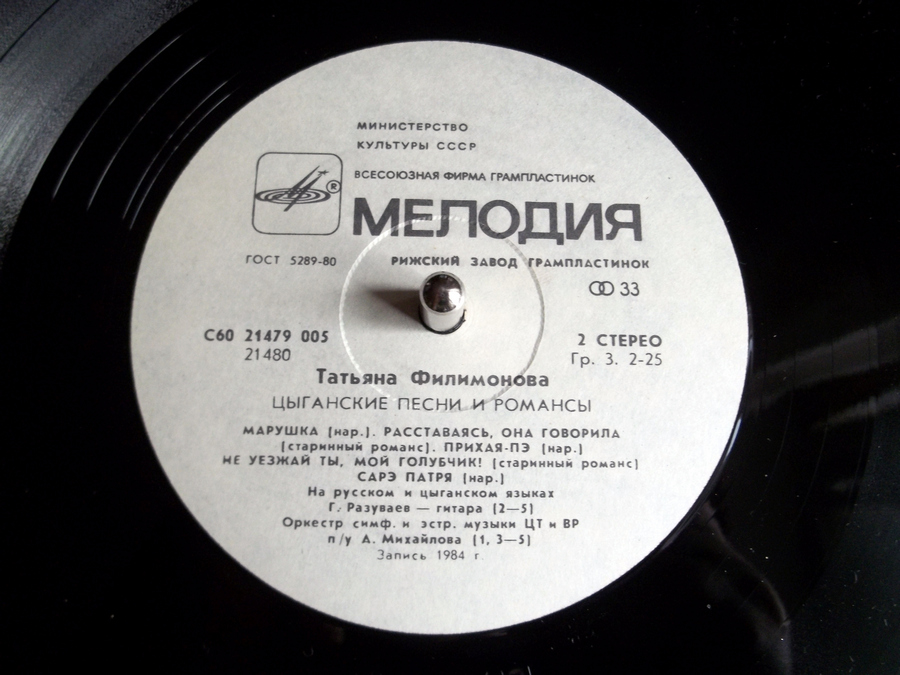 МИНИСТЕРСТВО
КУЛЬТУРЫ СССР
ВСЕСОЮЗНАЯ ФИРМА ГРАМПЛАСТИНОК
®
МЕЛОДИЯ
ГОСТ 5289-80 РИЖСКИЙ ЗАВОД ГРАМПЛАСТИНОК
33
С60 21479 005 2 СТЕРЕО
21480 Гр. 3. 2-25
Татьяна Филимонова
ЦЫГАНСКИЕ ПЕСНИ И РОМАНСЫ
МАРУШКА [нар.]. РАССТАВАЯСЬ, ОНА ГОВОРИЛА
[старинный романс]. ПРИХАЯ-ПЭ [нар.]
НЕ УЕЗЖАЙ ТЫ, МОЙ ГОЛУБЧИК! [старинный романс]
САРЭ ПАТРЯ [нар.]
На русском и цыганском языках
Г. Разуваев — гитара [2—5]
Оркестр симф. и эстр. музыки ЦТ и ВР
п/у А. Михайлова [1, 3—5]
Запись 1984 г.